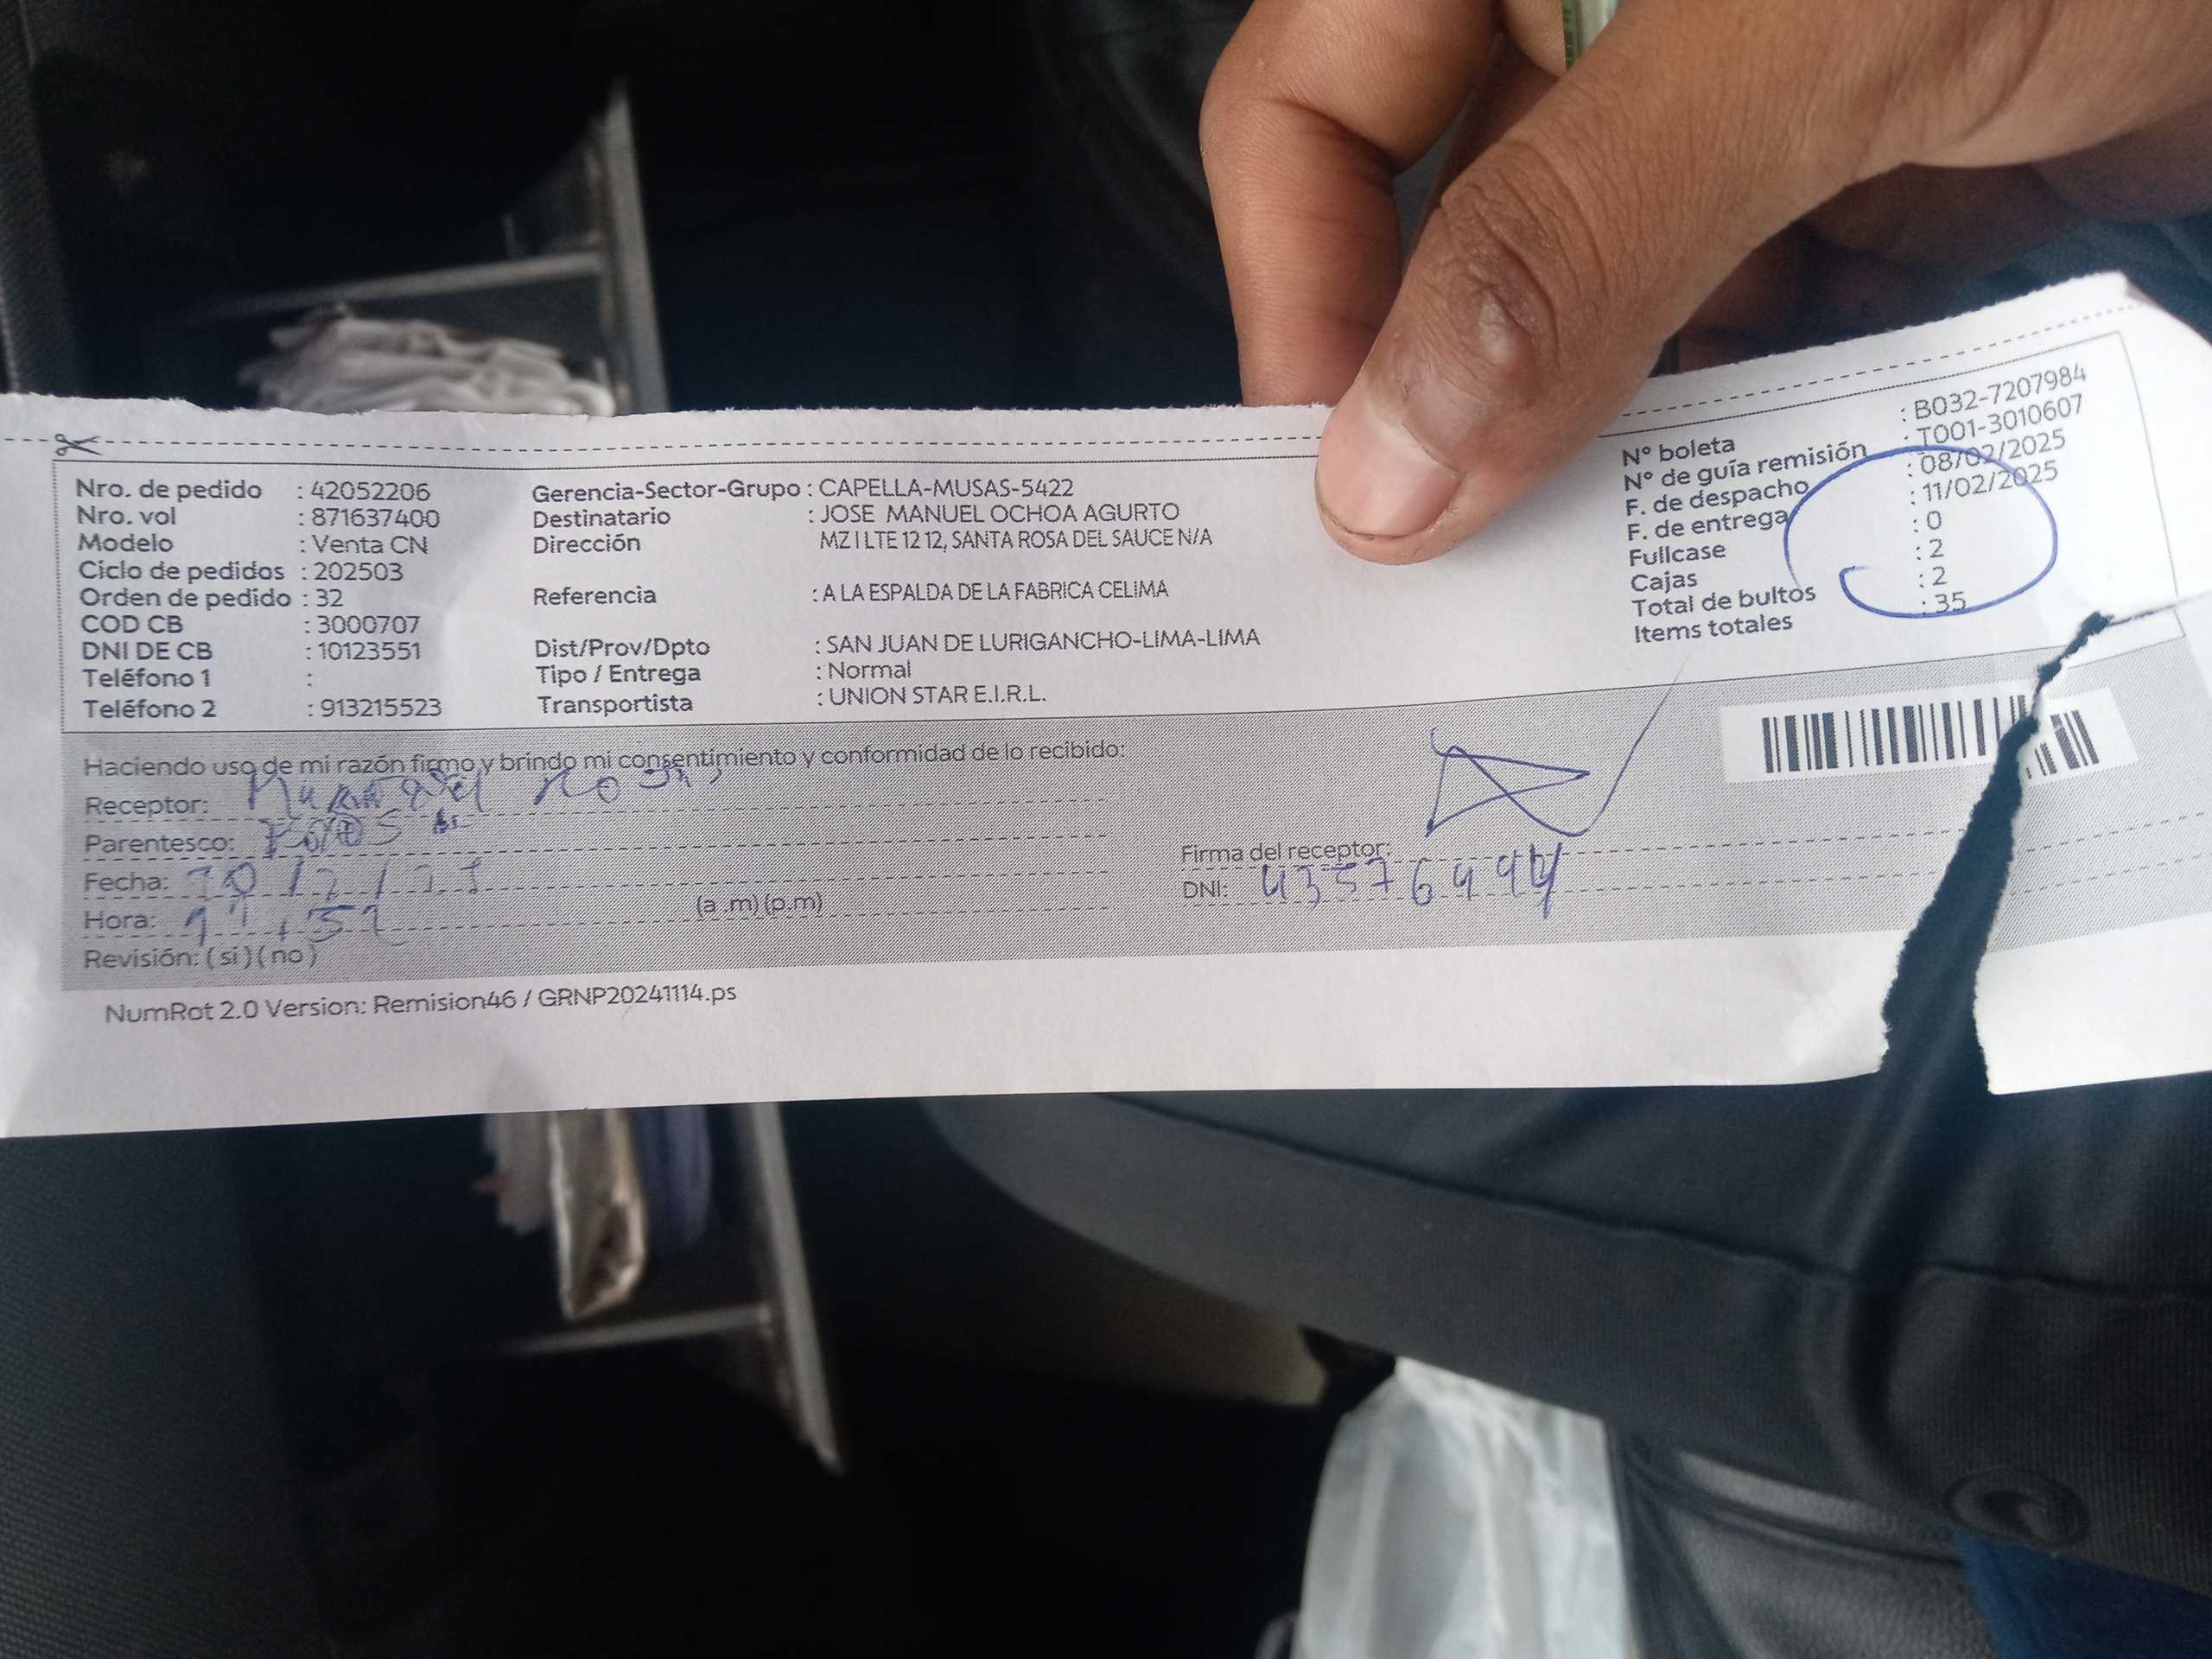 Nro. de pedido : 42052206
Nro. vol : 871637400
Modelo : Venta CN
Ciclo de pedidos : 202503
Orden de pedido : 32
COD CB : 3000707
DNI DE CB : 10123551
Teléfono 1 :
Teléfono 2 : 913215523
Gerencia-Sector-Grupo : CAPELLA-MUSAS-5422
Destinatario : JOSE MANUEL OCHOA AGURTO
Dirección MZ I LTE 12 12, SANTA ROSA DEL SAUCE N/A
Referencia : A LA ESPALDA DE LA FABRICA CELIMA
Dist/Prov/Dpto : SAN JUAN DE LURIGANCHO-LIMA-LIMA
Tipo / Entrega : Normal
Transportista : UNION STAR E.I.R.L.
N° boleta : B032-7207984
N° de guía remisión : T001-3010607
F. de despacho : 08/02/2025
F. de entrega : 11/02/2025
Fullcase : 0
Cajas : 2
Total de bultos : 2
Items totales : 35
Haciendo uso de mi razón firmo y brindo mi consentimiento y conformidad de lo recibido:
Receptor:
Parentesco:
Fecha:
Hora: (a .m) (p.m)
Revisión: ( si ) ( no )
Firma del receptor:
DNI:
NumRot 2.0 Version: Remision46 / GRNP20241114.ps